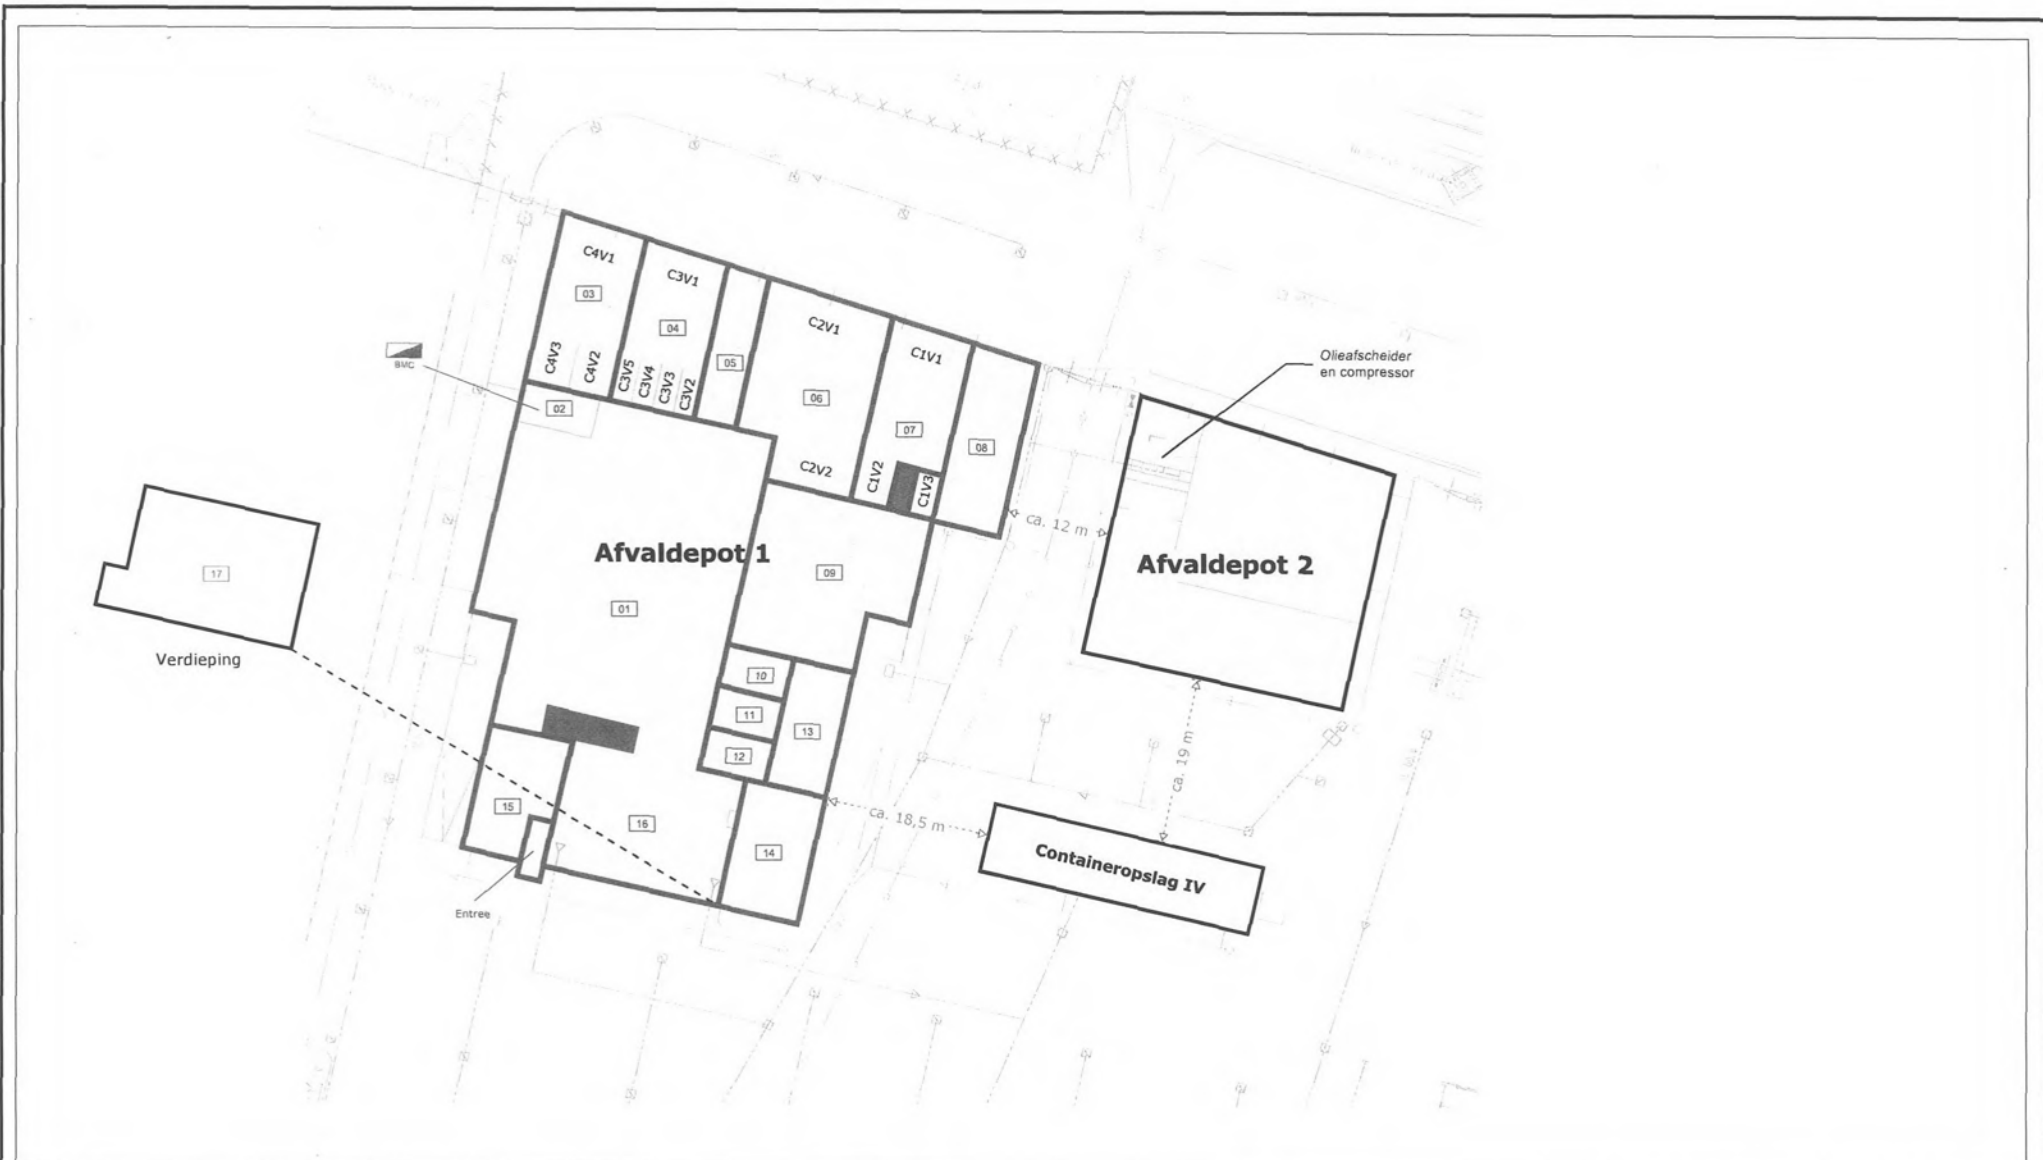 C4V1
03
C4V3
C4V2
C3V1
04
C3V5
C3V4
C3V3
C3V2
05
C2V1
06
C2V2
C1V1
07
C1V2
C1V3
08
BMC
02
Olieafscheider
en compressor
ca. 12 m
Afvaldepot 1
Afvaldepot 2
17
Verdieping
01
09
10
11
12
13
14
15
16
Entree
ca. 18,5 m
ca. 19 m
Containeropslag IV